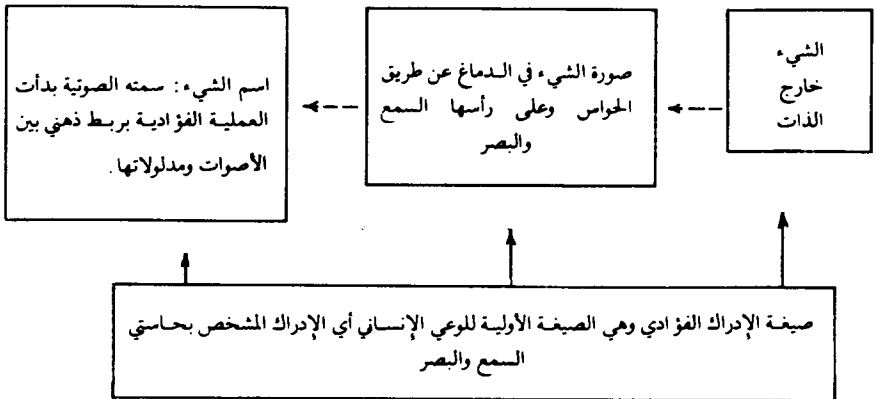 الشيء
خارج
الذات
صورة الشيء في الدماغ عن طريق
الحواس وعلى رأسها السمع
والبصر
اسم الشيء: سمته الصوتية بدأت
العملية الفؤادية بربط ذهني بين
الأصوات ومدلولاتها.
صيغة الإدراك الفؤادي وهي الصيغة الأولية للوعي الإنساني أي الإدراك المشخص بحاستي
السمع والبصر